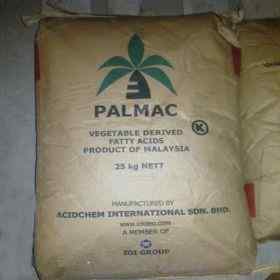 PALMAC
VEGETABLE DERIVED
FATTY ACIDS
PRODUCT OF MALAYSIA
K
25 kg NETT
MANUFACTURED BY
ACIDCHEM INTERNATIONAL SDN. BHD.
A MEMBER OF
IOI GROUP